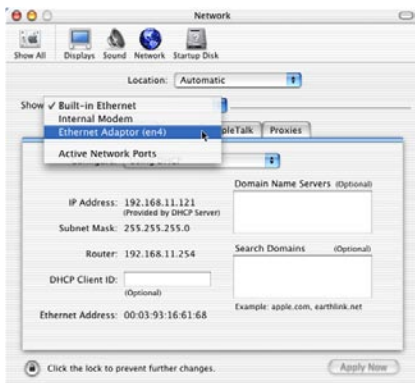 Network
Show All Displays Sound Network Startup Disk
Location: Automatic
Show ✓ Built-in Ethernet
Internal Modem
Ethernet Adaptor (en4)
Active Network Ports
pleTalk Proxies
Domain Name Servers (Optional)
IP Address: 192.168.11.121
(Provided by DHCP Server)
Subnet Mask: 255.255.255.0
Router: 192.168.11.254
Search Domains (Optional)
DHCP Client ID:
(Optional)
Example: apple.com, earthlink.net
Ethernet Address: 00:03:93:16:61:68
Click the lock to prevent further changes.
Apply Now